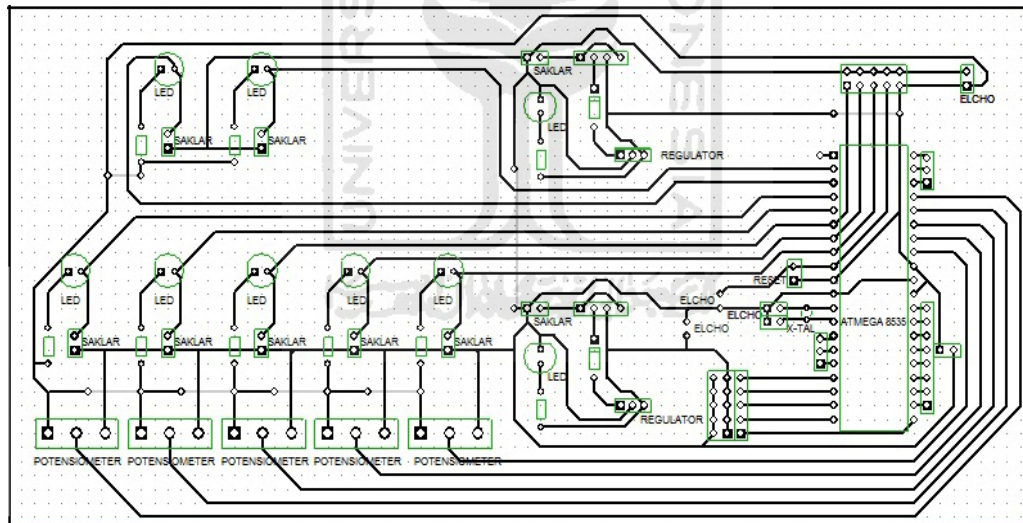 SAKLAR
LED
LED
ELCHO
LED
SAKLAR
SAKLAR
REGULATOR
RESET
LED
LED
LED
LED
LED
ELCHO
ELCHO
SAKLAR
ELCHO
X-TAL
ATMEGA 8535
SAKLAR
SAKLAR
SAKLAR
SAKLAR
SAKLAR
LED
REGULATOR
POTENSIOMETER
POTENSIOMETER
POTENSIOMETER
POTENSIOMETER
POTENSIOMETER